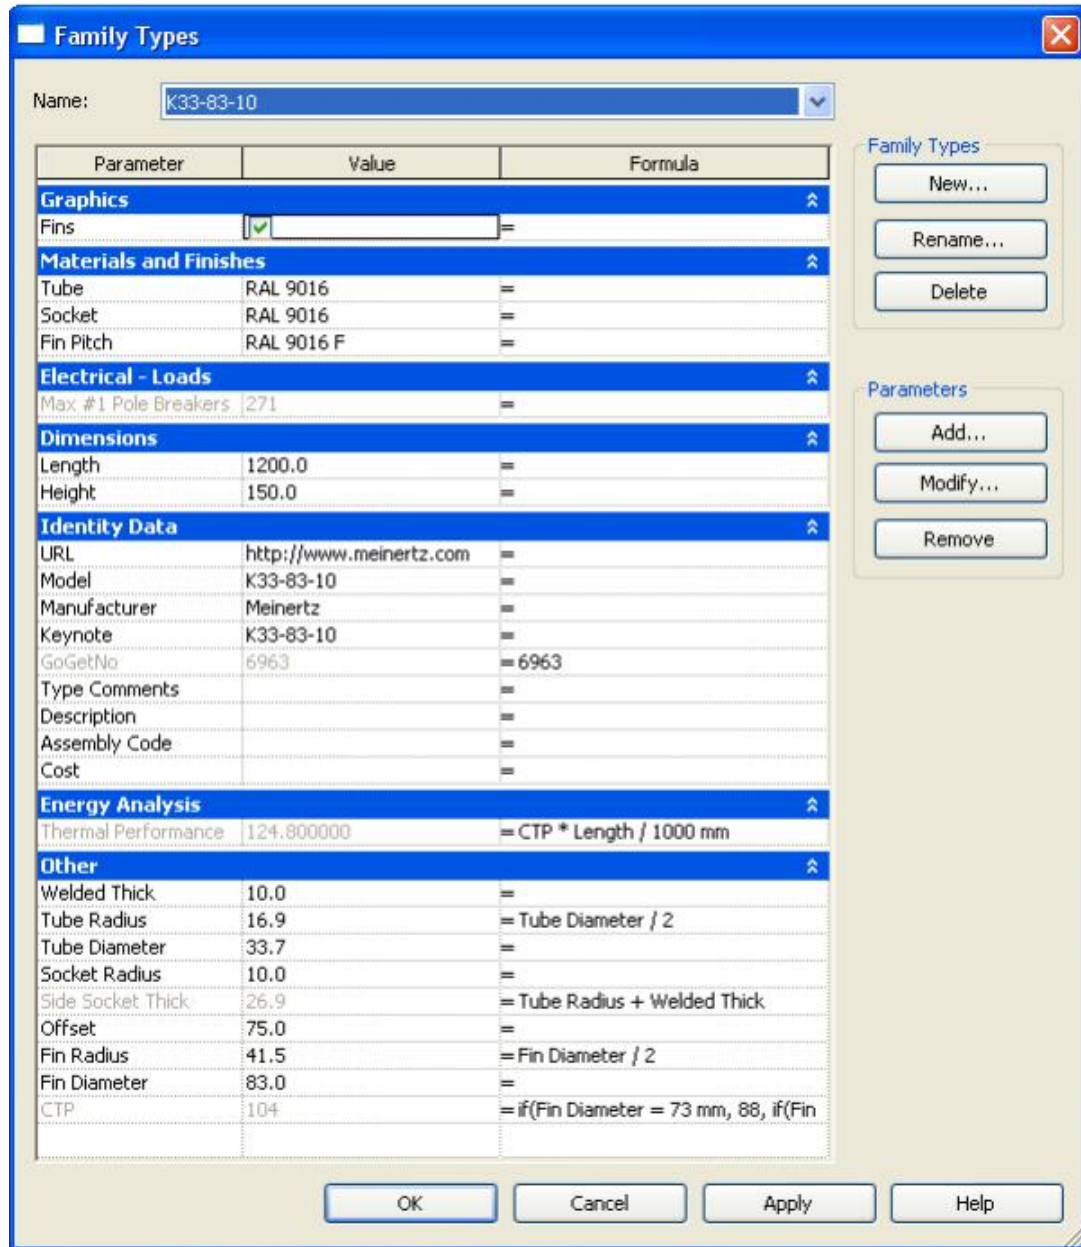 Family Types
Name: K33-83-10
Parameter Value Formula
Graphics
Fins =
Materials and Finishes
Tube RAL 9016 =
Socket RAL 9016 =
Fin Pitch RAL 9016 F =
Electrical - Loads
Max #1 Pole Breakers 271 =
Dimensions
Length 1200.0 =
Height 150.0 =
Identity Data
URL http://www.meinertz.com =
Model K33-83-10 =
Manufacturer Meinertz =
Keynote K33-83-10 =
GoGetNo 6963 = 6963
Type Comments =
Description =
Assembly Code =
Cost =
Energy Analysis
Thermal Performance 124.800000 = CTP * Length / 1000 mm
Other
Welded Thick 10.0 =
Tube Radius 16.9 = Tube Diameter / 2
Tube Diameter 33.7 =
Socket Radius 10.0 =
Side Socket Thick 26.9 = Tube Radius + Welded Thick
Offset 75.0 =
Fin Radius 41.5 = Fin Diameter / 2
Fin Diameter 83.0 =
CTP 104 = if(Fin Diameter = 73 mm, 88, if(Fin
Family Types
New...
Rename...
Delete
Parameters
Add...
Modify...
Remove
OK Cancel Apply Help